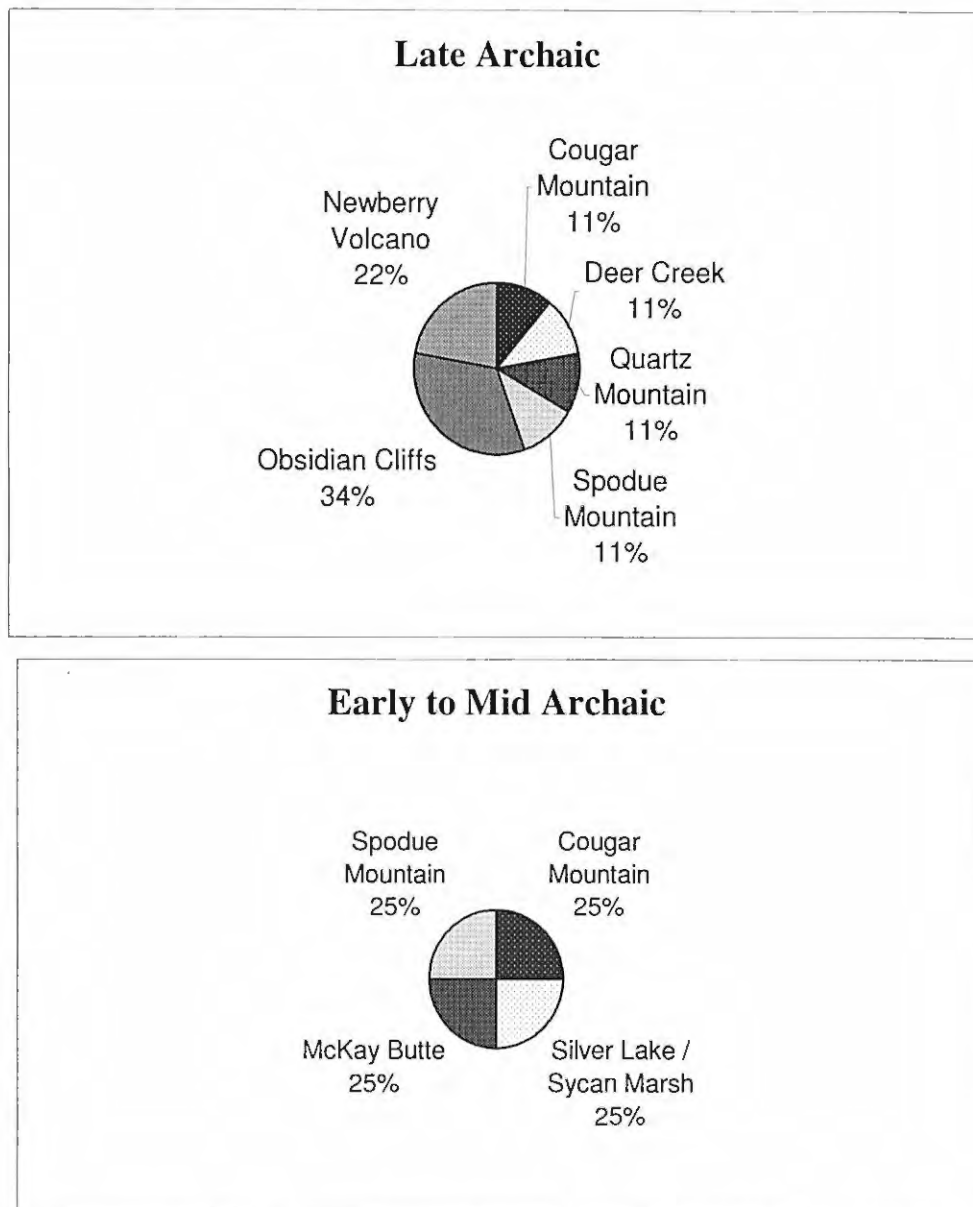 Late Archaic
Cougar
Mountain
11%
Newberry
Volcano
22%
Deer Creek
11%
Quartz
Mountain
11%
Obsidian Cliffs
34%
Spodue
Mountain
11%
Early to Mid Archaic
Spodue
Mountain
25%
Cougar
Mountain
25%
McKay Butte
25%
Silver Lake /
Sycan Marsh
25%